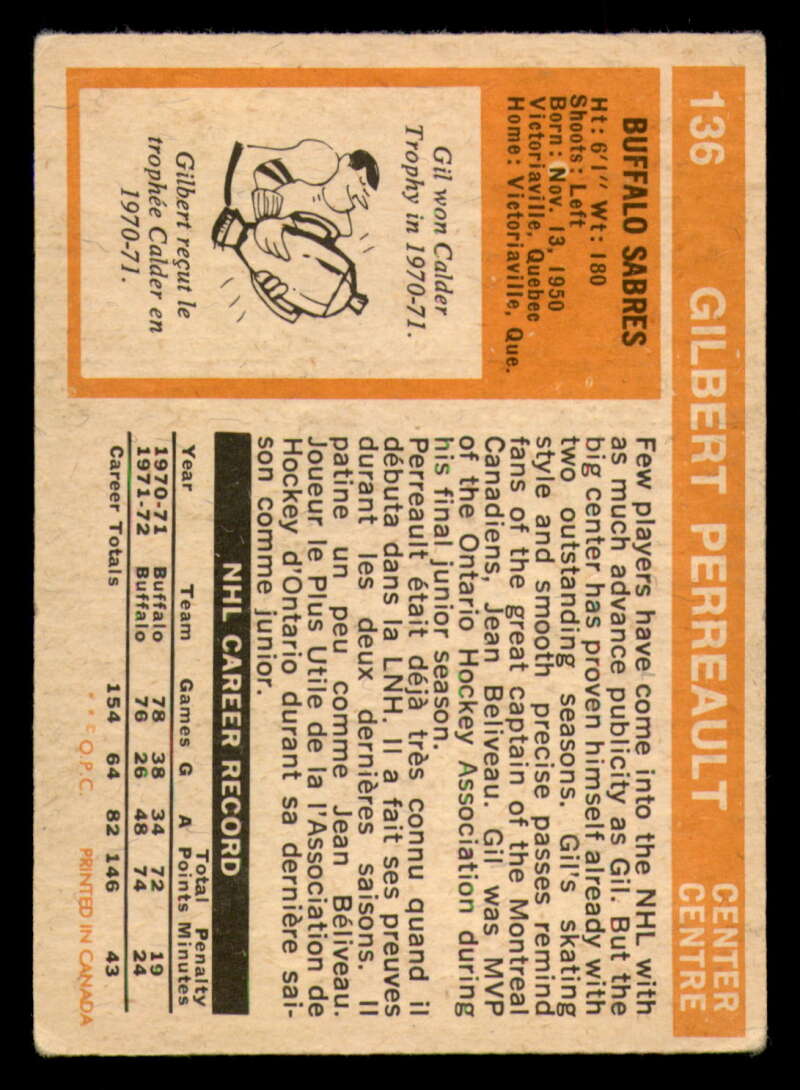 136 GILBERT PERREAULT CENTER
CENTRE
BUFFALO SABRES
Ht: 6'1" Wt: 180
Shoots: Left
Born: Nov. 13, 1950
Victoriaville, Quebec
Home: Victoriaville, Que.
Gil won Calder
Trophy in 1970-71.
Gilbert reçut le
trophée Calder en
1970-71.
Few players have come into the NHL with
as much advance publicity as Gil. But the
big center has proven himself already with
two outstanding seasons. Gil's skating
style and smooth precise passes remind
fans of the great captain of the Montreal
Canadiens, Jean Beliveau. Gil was MVP
of the Ontario Hockey Association during
his final junior season.
Perreault était déjà très connu quand il
débuta dans la LNH. Il a fait ses preuves
durant les deux dernières saisons. Il
patine un peu comme Jean Béliveau.
Joueur le Plus Utile de la l'Association de
Hockey d'Ontario durant sa dernière sai-
son comme junior.
NHL CAREER RECORD
Total Penalty
Year Team Games G A Points Minutes
1970-71 Buffalo 78 38 34 72 19
1971-72 Buffalo 76 26 48 74 24
Career Totals 154 64 82 146 43
* * © O.P.C. PRINTED IN CANADA